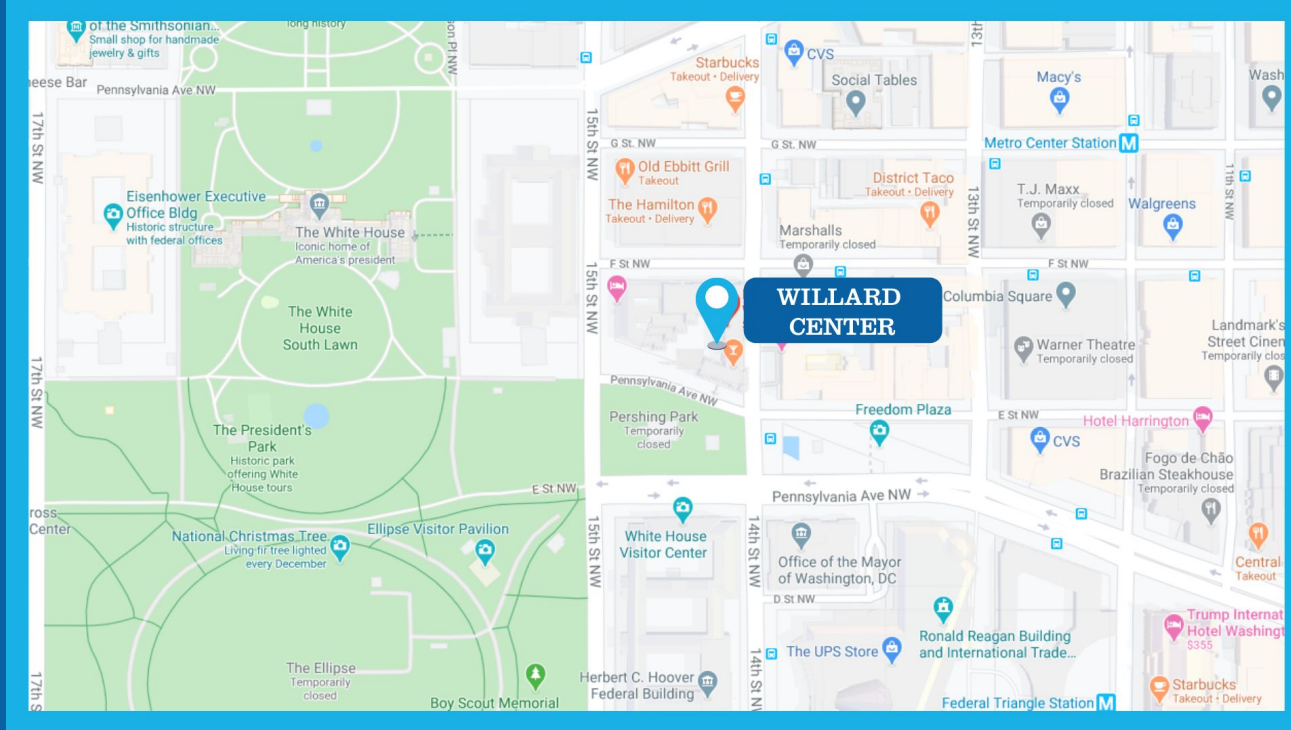 of the Smithsonian...
Small shop for handmade
jewelry & gifts
long history
son Pl NW
13th
CVS
Starbucks
Takeout • Delivery
Social Tables
Macy's
Wash
eese Bar
Pennsylvania Ave NW
17th St NW
15th St NW
G St. NW
G St. NW
Metro Center Station M
Old Ebbitt Grill
Takeout
District Taco
Takeout • Delivery
T.J. Maxx
Temporarily closed
11th St NW
Eisenhower Executive
Office Bldg
Historic structure
with federal offices
The White House
Iconic home of
America's president
The Hamilton
Takeout • Delivery
13th St NW
Walgreens
Marshalls
Temporarily closed
F St NW
F St NW
15th St NW
WILLARD
CENTER
Columbia Square
The White
House
South Lawn
Warner Theatre
Temporarily closed
Landmark's
Street Cinem
Temporarily clos
17th St NW
Pennsylvania Ave NW
Pershing Park
Temporarily
closed
Freedom Plaza
E St NW
Hotel Harrington
CVS
The President's
Park
Historic park
offering White
House tours
Fogo de Chão
Brazilian Steakhouse
Temporarily closed
E St NW
Pennsylvania Ave NW
ross
Center
National Christmas Tree
Living fir tree lighted
every December
Ellipse Visitor Pavilion
15th St NW
White House
Visitor Center
14th St NW
Office of the Mayor
of Washington, DC
D St NW
Central
Takeout
Ronald Reagan Building
and International Trade...
Trump Internat
Hotel Washingt
$355
The UPS Store
The Ellipse
Temporarily
closed
17th S
Boy Scout Memorial
Herbert C. Hoover
Federal Building
14th St NW
Federal Triangle Station M
Starbucks
Takeout • Delivery